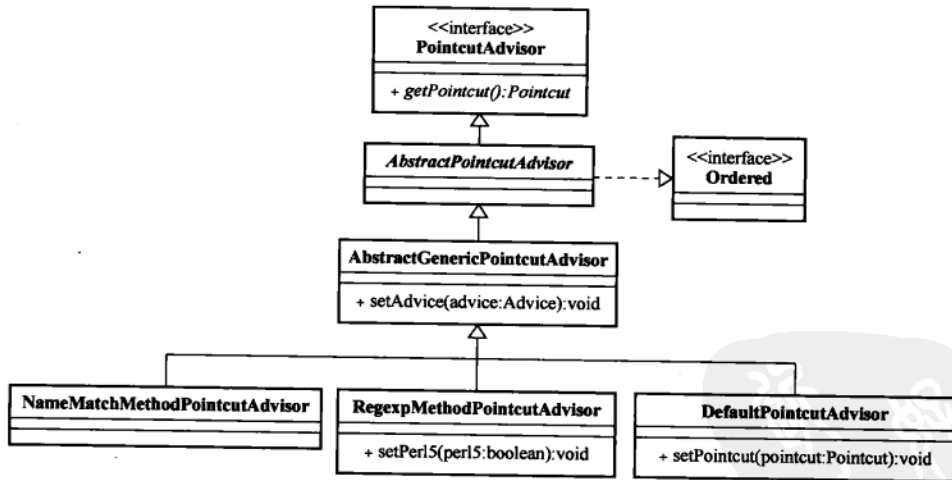 <<interface>>
PointcutAdvisor
+ getPointcut():Pointcut
AbstractPointcutAdvisor
<<interface>>
Ordered
AbstractGenericPointcutAdvisor
+ setAdvice(advice:Advice):void
NameMatchMethodPointcutAdvisor
RegexpMethodPointcutAdvisor
DefaultPointcutAdvisor
+ setPerl5(perl5:boolean):void
+ setPointcut(pointcut:Pointcut):void